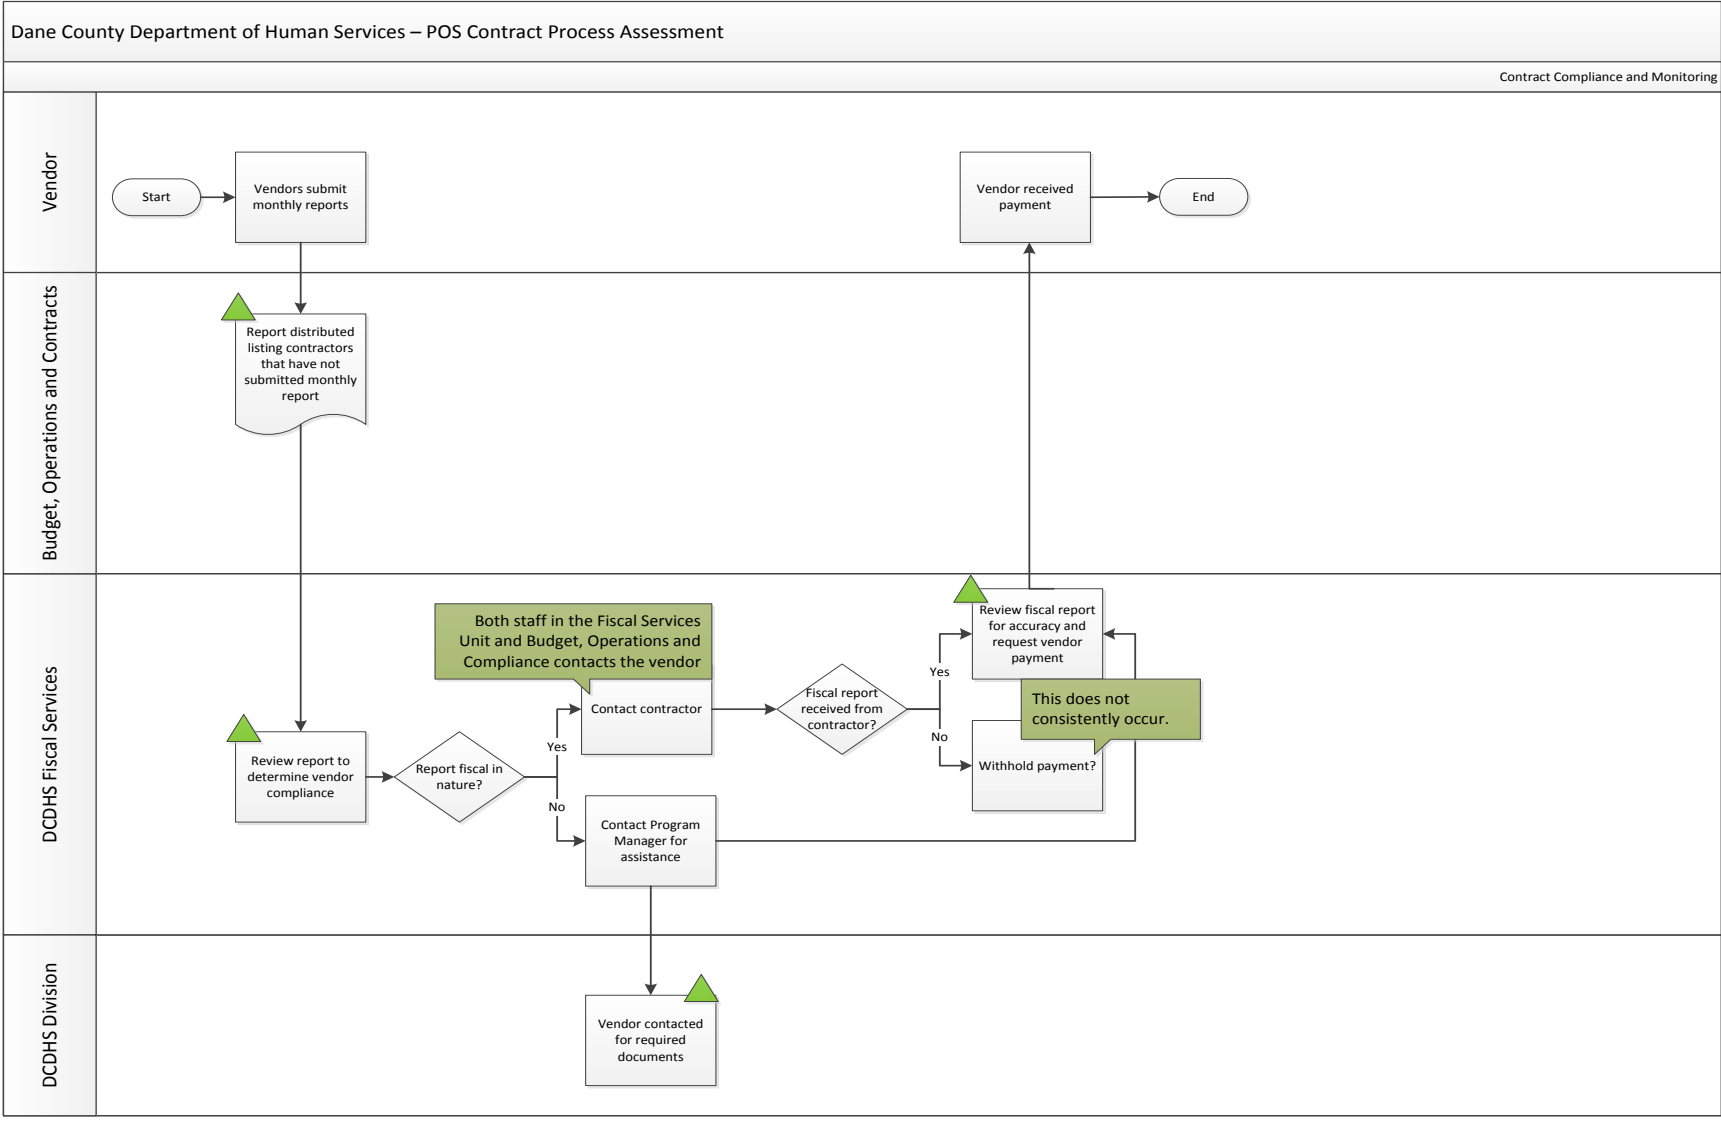 Dane County Department of Human Services – POS Contract Process Assessment
Contract Compliance and Monitoring
Vendor
Start
Vendors submit
monthly reports
Vendor received
payment
End
Budget, Operations and Contracts
Report distributed
listing contractors
that have not
submitted monthly
report
DCDHS Fiscal Services
Both staff in the Fiscal Services
Unit and Budget, Operations and
Compliance contacts the vendor
Review report to
determine vendor
compliance
Report fiscal in
nature?
Yes
No
Contact contractor
Contact Program
Manager for
assistance
Fiscal report
received from
contractor?
Yes
No
Review fiscal report
for accuracy and
request vendor
payment
This does not
consistently occur.
Withhold payment?
DCDHS Division
Vendor contacted
for required
documents